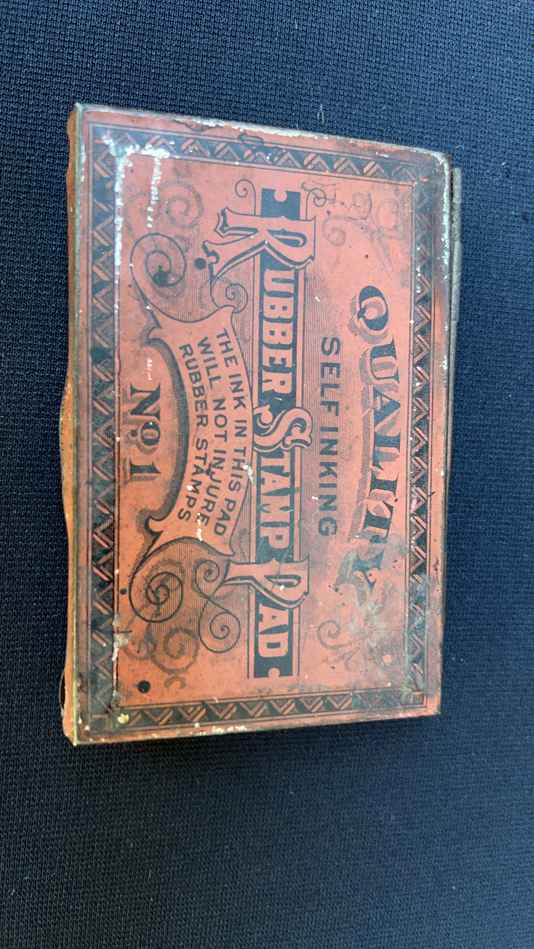 QUALITY
SELF INKING
RUBBER STAMP PAD
THE INK IN THIS PAD
WILL NOT INJURE
RUBBER STAMPS
No. 1